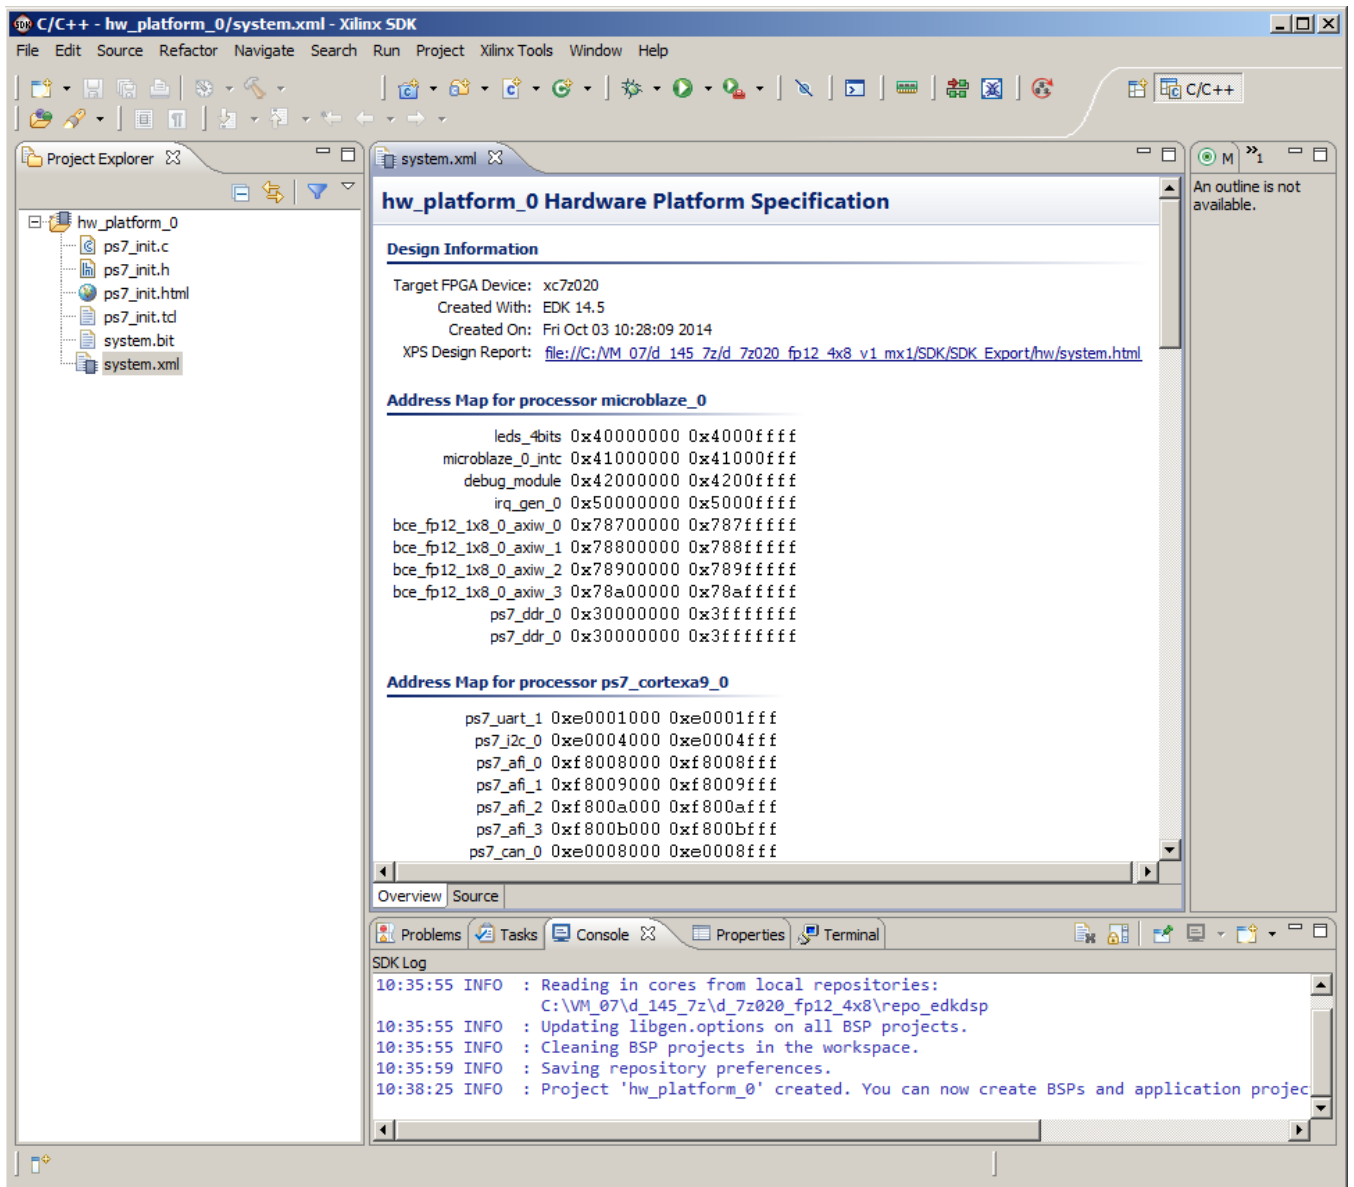 C/C++ - hw_platform_0/system.xml - Xilinx SDK
File Edit Source Refactor Navigate Search Run Project Xilinx Tools Window Help
C/C++
Project Explorer
hw_platform_0
ps7_init.c
ps7_init.h
ps7_init.html
ps7_init.tcl
system.bit
system.xml
system.xml
hw_platform_0 Hardware Platform Specification
Design Information
Target FPGA Device: xc7z020
Created With: EDK 14.5
Created On: Fri Oct 03 10:28:09 2014
XPS Design Report: file://C:/VM_07/d_145_7z/d_7z020_fp12_4x8_v1_mx1/SDK/SDK_Export/hw/system.html
Address Map for processor microblaze_0
leds_4bits 0x40000000 0x4000ffff
microblaze_0_intc 0x41000000 0x41000fff
debug_module 0x42000000 0x4200ffff
irq_gen_0 0x50000000 0x5000ffff
bce_fp12_1x8_0_axiw_0 0x78700000 0x787fffff
bce_fp12_1x8_0_axiw_1 0x78800000 0x788fffff
bce_fp12_1x8_0_axiw_2 0x78900000 0x789fffff
bce_fp12_1x8_0_axiw_3 0x78a00000 0x78afffff
ps7_ddr_0 0x30000000 0x3fffffff
ps7_ddr_0 0x30000000 0x3fffffff
Address Map for processor ps7_cortexa9_0
ps7_uart_1 0xe0001000 0xe0001fff
ps7_i2c_0 0xe0004000 0xe0004fff
ps7_afi_0 0xf8008000 0xf8008fff
ps7_afi_1 0xf8009000 0xf8009fff
ps7_afi_2 0xf800a000 0xf800afff
ps7_afi_3 0xf800b000 0xf800bfff
ps7_can_0 0xe0008000 0xe0008fff
Overview Source
M »1
An outline is not
available.
Problems Tasks Console Properties Terminal
SDK Log
10:35:55 INFO : Reading in cores from local repositories:
C:\VM_07\d_145_7z\d_7z020_fp12_4x8\repo_edkdsp
10:35:55 INFO : Updating libgen.options on all BSP projects.
10:35:55 INFO : Cleaning BSP projects in the workspace.
10:35:59 INFO : Saving repository preferences.
10:38:25 INFO : Project 'hw_platform_0' created. You can now create BSPs and application projec